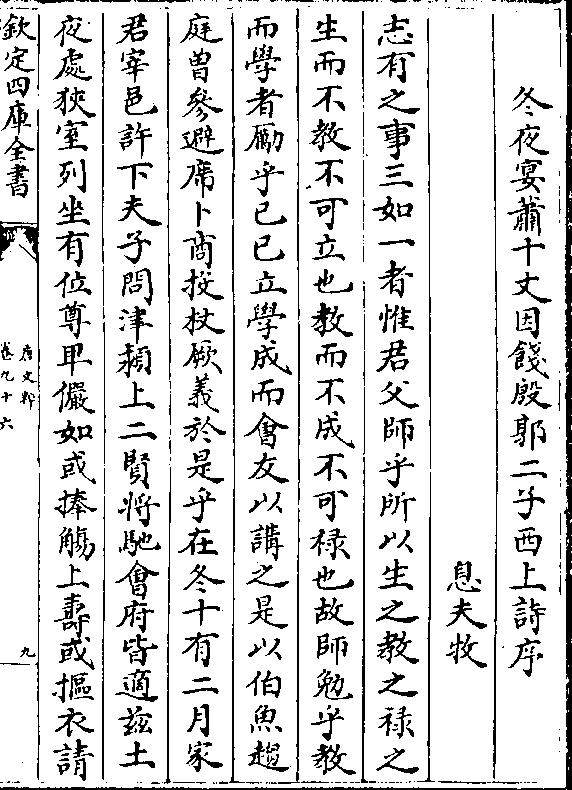 冬夜宴蕭十丈因餞殷郭二子西上詩序
息夫牧
志有之事三如一者惟君父師乎所以生之教之禄之
生而不教不可立也教而不成不可禄也故師勉乎教
而學者勵乎己已立學成而會友以講之是以伯魚趨
庭曽參避席卜商投杖厥義於是乎在冬十有二月家
君宰邑許下夫子問津潁上二賢將馳會府皆適兹土
夜處狹室列坐有位尊卑儼如或捧觴上壽或摳衣請
欽定四庫全書
唐文粹
卷九十六
九